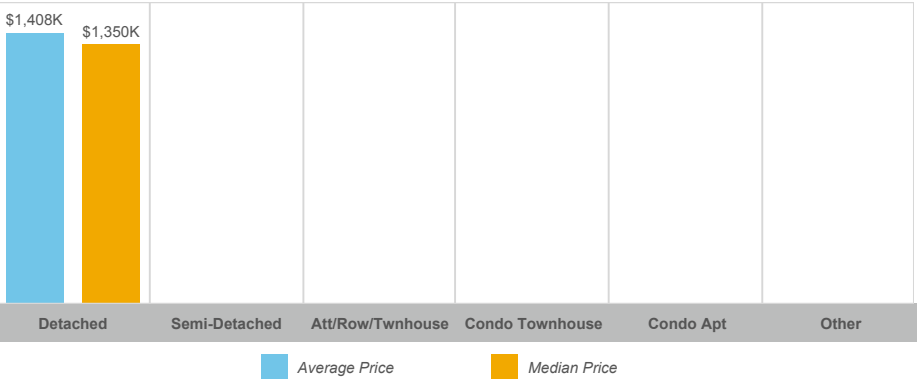 $1,408K
$1,350K
Detached Semi-Detached Att/Row/Twnhouse Condo Townhouse Condo Apt Other
Average Price Median Price